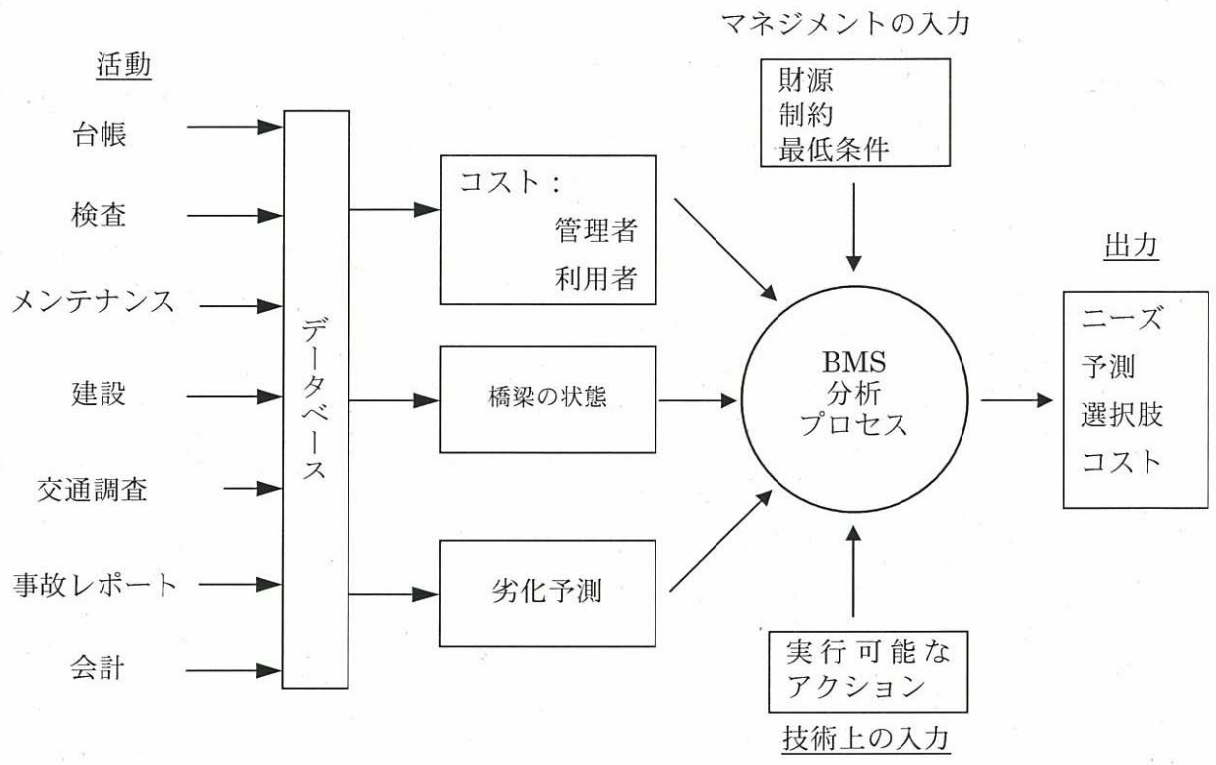 活動
台帳
検査
メンテナンス
建設
交通調査
事故レポート
会計
データベース
コスト：
管理者
利用者
橋梁の状態
劣化予測
マネジメントの入力
財源
制約
最低条件
BMS
分析
プロセス
実行可能な
アクション
技術上の入力
出力
ニーズ
予測
選択肢
コスト